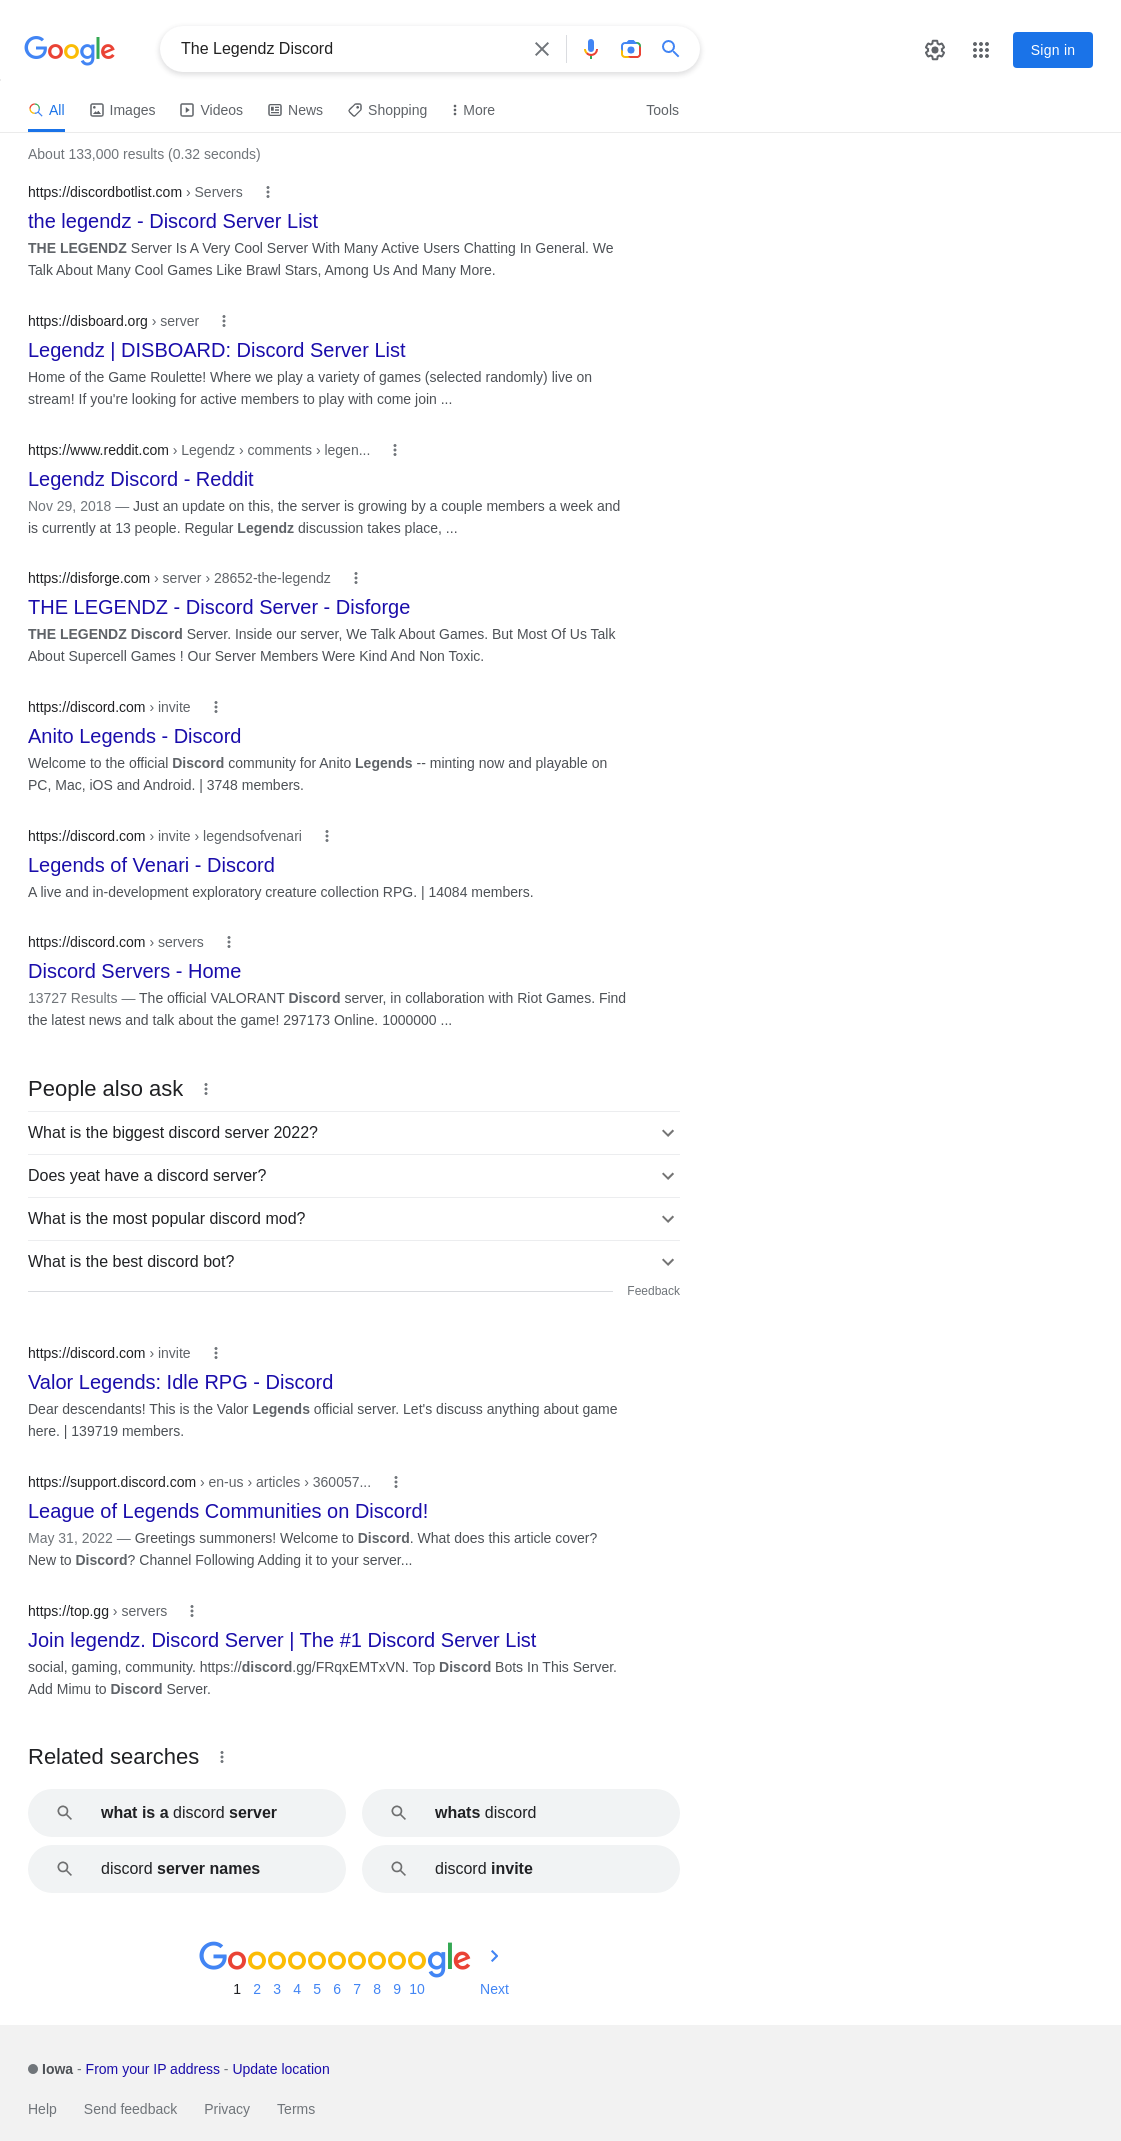 Google
The Legendz Discord
Sign in
All Images Videos News Shopping More Tools
About 133,000 results (0.32 seconds)
https://discordbotlist.com › Servers
the legendz - Discord Server List
THE LEGENDZ Server Is A Very Cool Server With Many Active Users Chatting In General. We
Talk About Many Cool Games Like Brawl Stars, Among Us And Many More.
https://disboard.org › server
Legendz | DISBOARD: Discord Server List
Home of the Game Roulette! Where we play a variety of games (selected randomly) live on
stream! If you're looking for active members to play with come join ...
https://www.reddit.com › Legendz › comments › legen...
Legendz Discord - Reddit
Nov 29, 2018 — Just an update on this, the server is growing by a couple members a week and
is currently at 13 people. Regular Legendz discussion takes place, ...
https://disforge.com › server › 28652-the-legendz
THE LEGENDZ - Discord Server - Disforge
THE LEGENDZ Discord Server. Inside our server, We Talk About Games. But Most Of Us Talk
About Supercell Games ! Our Server Members Were Kind And Non Toxic.
https://discord.com › invite
Anito Legends - Discord
Welcome to the official Discord community for Anito Legends -- minting now and playable on
PC, Mac, iOS and Android. | 3748 members.
https://discord.com › invite › legendsofvenari
Legends of Venari - Discord
A live and in-development exploratory creature collection RPG. | 14084 members.
https://discord.com › servers
Discord Servers - Home
13727 Results — The official VALORANT Discord server, in collaboration with Riot Games. Find
the latest news and talk about the game! 297173 Online. 1000000 ...
People also ask
What is the biggest discord server 2022?
Does yeat have a discord server?
What is the most popular discord mod?
What is the best discord bot?
Feedback
https://discord.com › invite
Valor Legends: Idle RPG - Discord
Dear descendants! This is the Valor Legends official server. Let's discuss anything about game
here. | 139719 members.
https://support.discord.com › en-us › articles › 360057...
League of Legends Communities on Discord!
May 31, 2022 — Greetings summoners! Welcome to Discord. What does this article cover?
New to Discord? Channel Following Adding it to your server...
https://top.gg › servers
Join legendz. Discord Server | The #1 Discord Server List
social, gaming, community. https://discord.gg/FRqxEMTxVN. Top Discord Bots In This Server.
Add Mimu to Discord Server.
Related searches
what is a discord server
whats discord
discord server names
discord invite
Goooooooooogle
1 2 3 4 5 6 7 8 9 10 Next
Iowa - From your IP address - Update location
Help Send feedback Privacy Terms